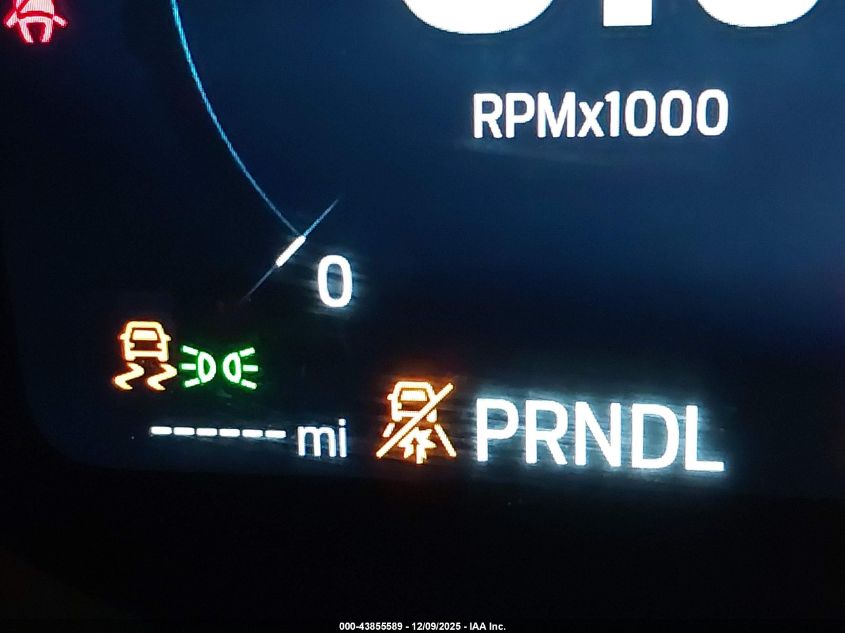 RPMx1000
0
------ mi
PRNDL
000-43855589 - 12/09/2025 - IAA Inc.